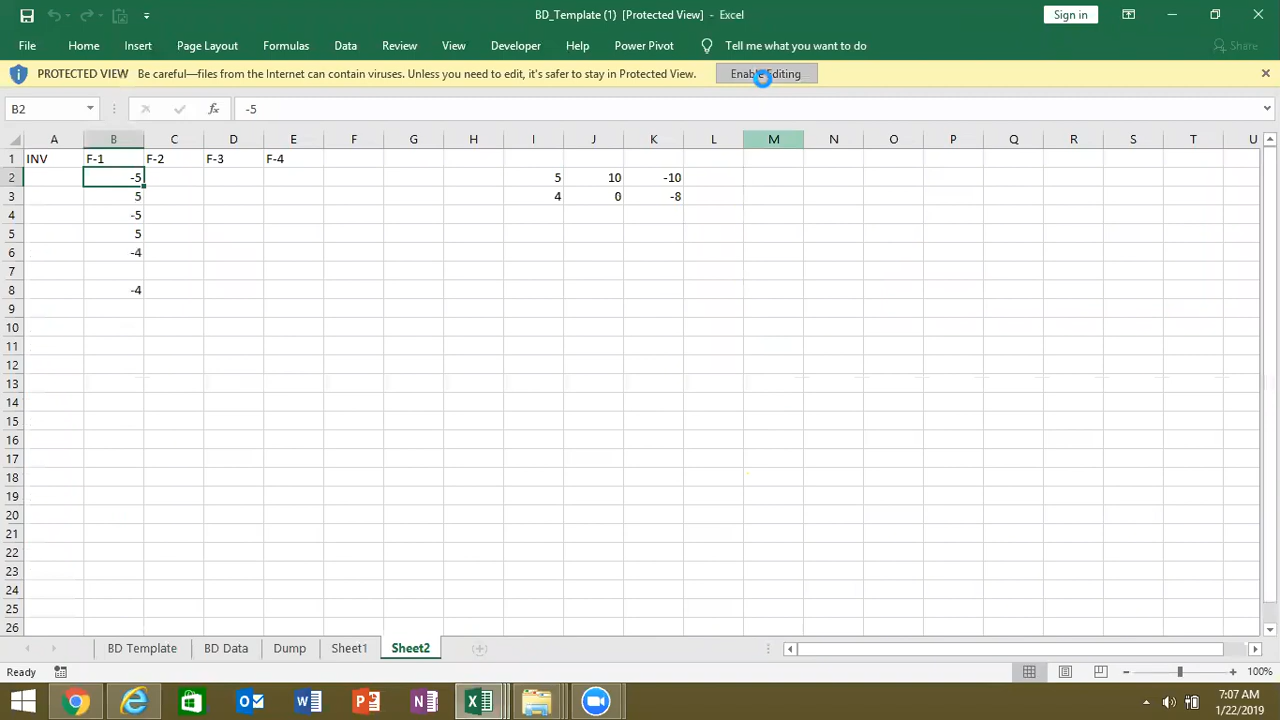 BD_Template (1) [Protected View] - Excel
Sign in
File Home Insert Page Layout Formulas Data Review View Developer Help Power Pivot Tell me what you want to do Share
PROTECTED VIEW Be careful—files from the Internet can contain viruses. Unless you need to edit, it's safer to stay in Protected View. Enable Editing
B2 fx -5
A B C D E F G H I J K L M N O P Q R S T U
1 INV F-1 F-2 F-3 F-4
2 -5 5 10 -10
3 5 4 0 -8
4 -5
5 5
6 -4
7
8 -4
9
10
11
12
13
14
15
16
17
18
19
20
21
22
23
24
25
26
BD Template BD Data Dump Sheet1 Sheet2
Ready 100%
7:07 AM
1/22/2019